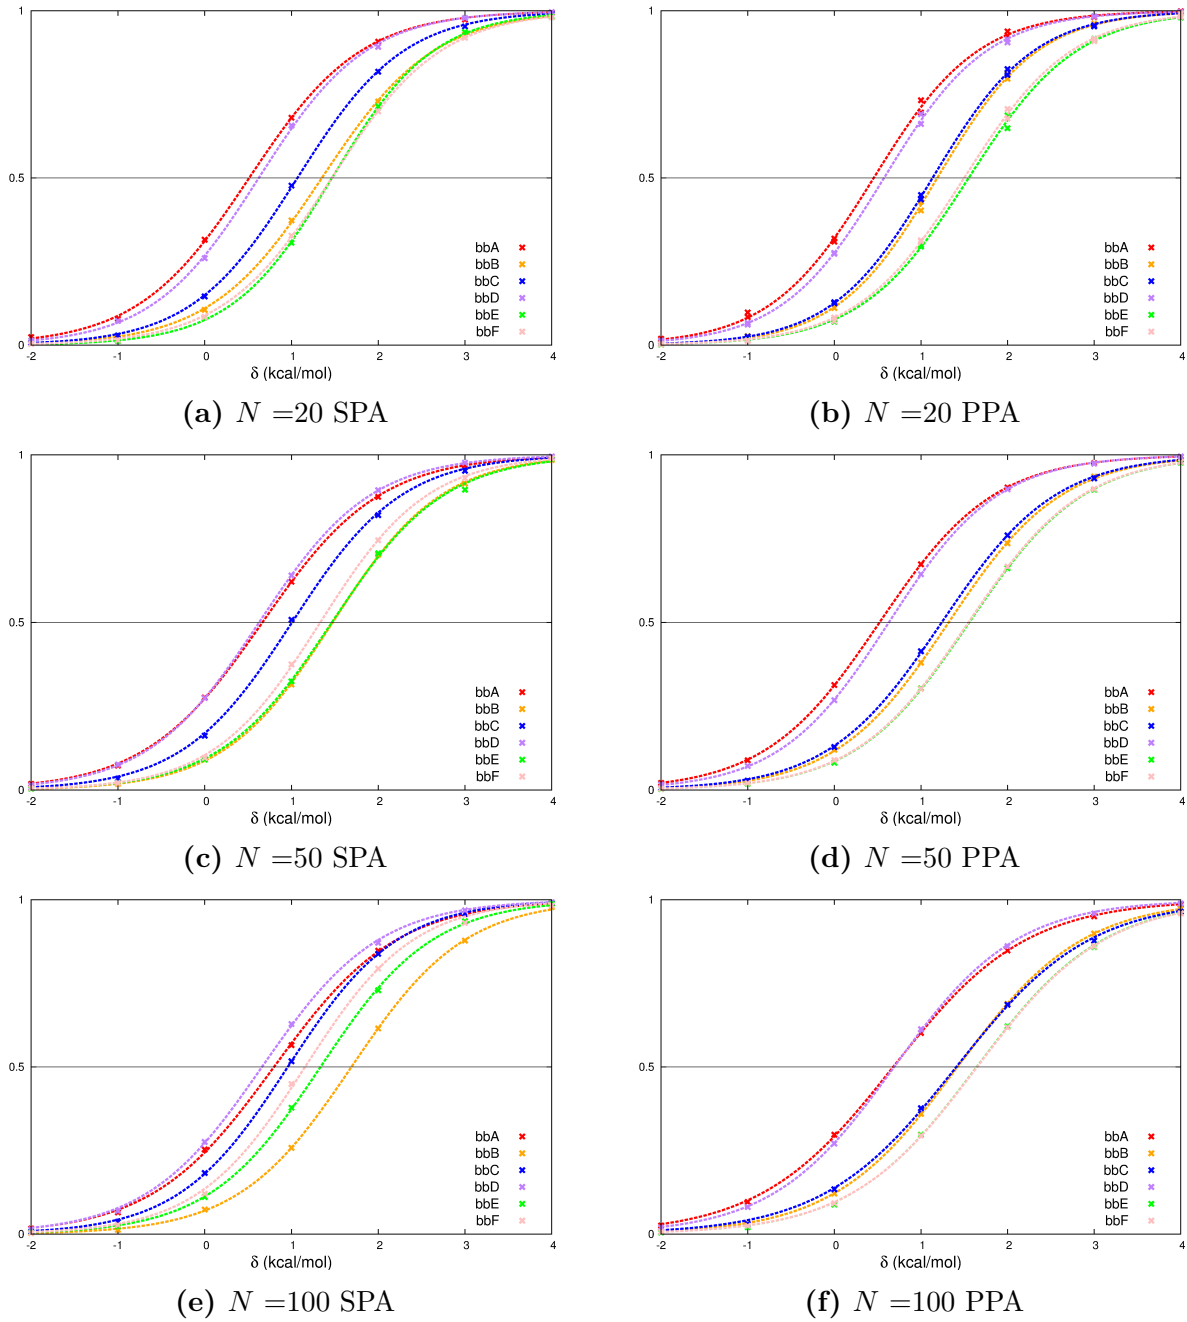 1
0.5
0
-2 -1 0 1 2 3 4
δ (kcal/mol)
bbA
bbB
bbC
bbD
bbE
bbF
(a) N =20 SPA
1
0.5
0
-2 -1 0 1 2 3 4
δ (kcal/mol)
bbA
bbB
bbC
bbD
bbE
bbF
(b) N =20 PPA
1
0.5
0
-2 -1 0 1 2 3 4
δ (kcal/mol)
bbA
bbB
bbC
bbD
bbE
bbF
(c) N =50 SPA
1
0.5
0
-2 -1 0 1 2 3 4
δ (kcal/mol)
bbA
bbB
bbC
bbD
bbE
bbF
(d) N =50 PPA
1
0.5
0
-2 -1 0 1 2 3 4
δ (kcal/mol)
bbA
bbB
bbC
bbD
bbE
bbF
(e) N =100 SPA
1
0.5
0
-2 -1 0 1 2 3 4
δ (kcal/mol)
bbA
bbB
bbC
bbD
bbE
bbF
(f) N =100 PPA